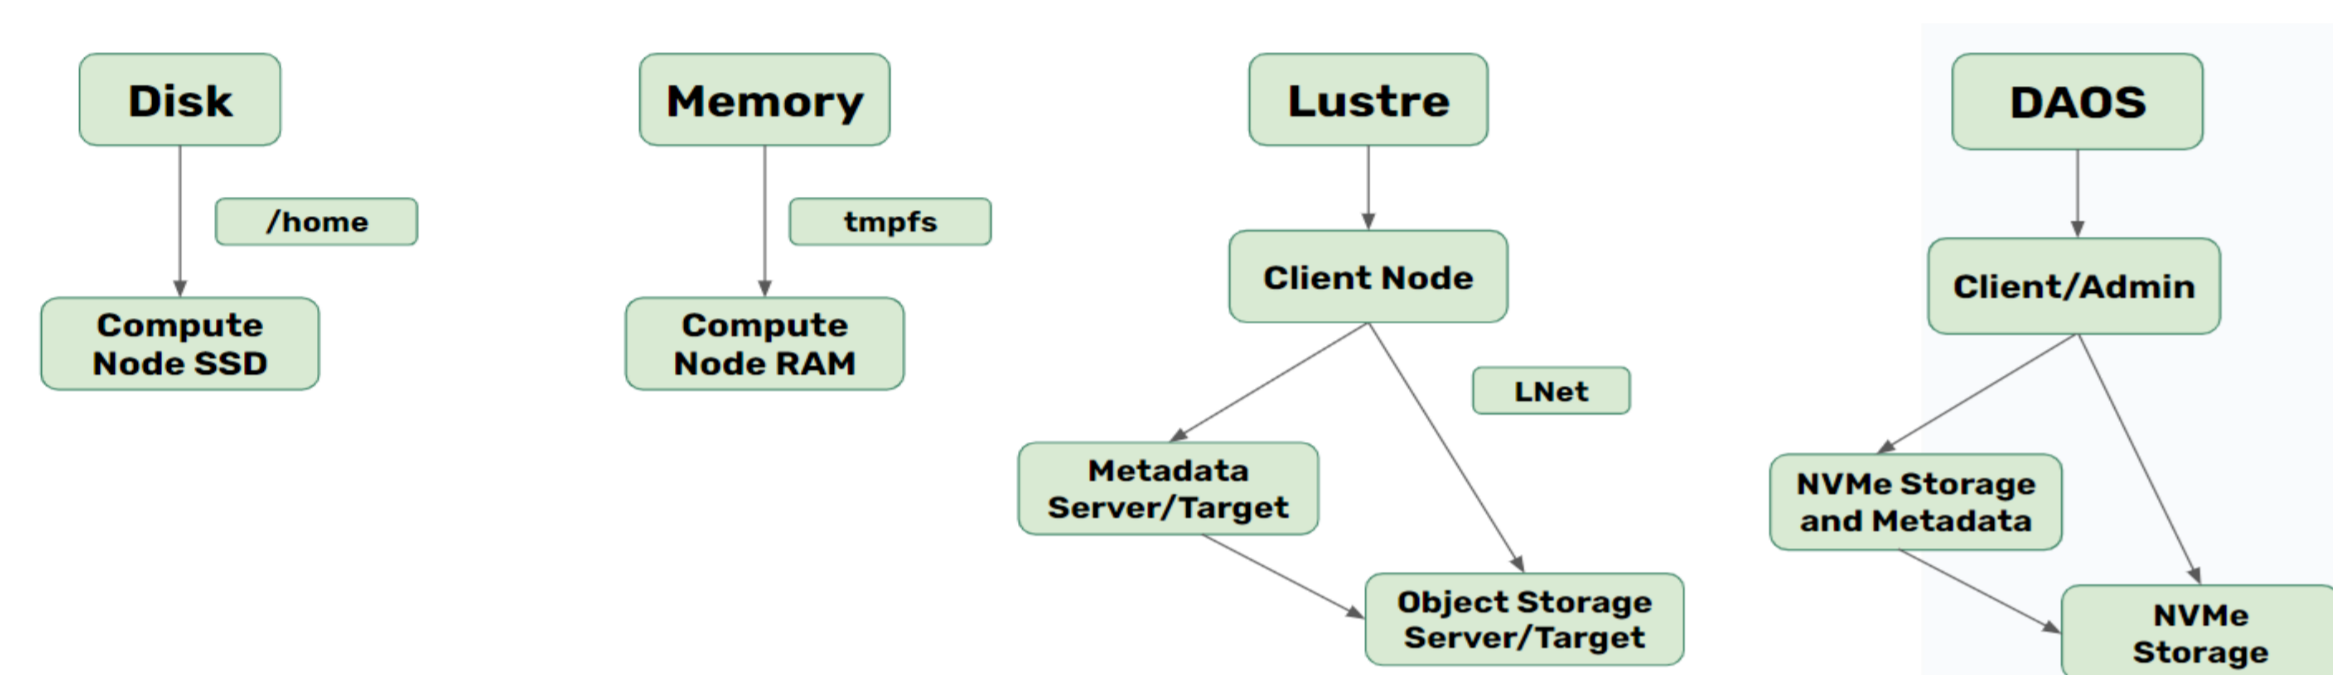 Disk
/home
Compute
Node SSD
Memory
tmpfs
Compute
Node RAM
Lustre
Client Node
LNet
Metadata
Server/Target
Object Storage
Server/Target
DAOS
Client/Admin
NVMe Storage
and Metadata
NVMe
Storage